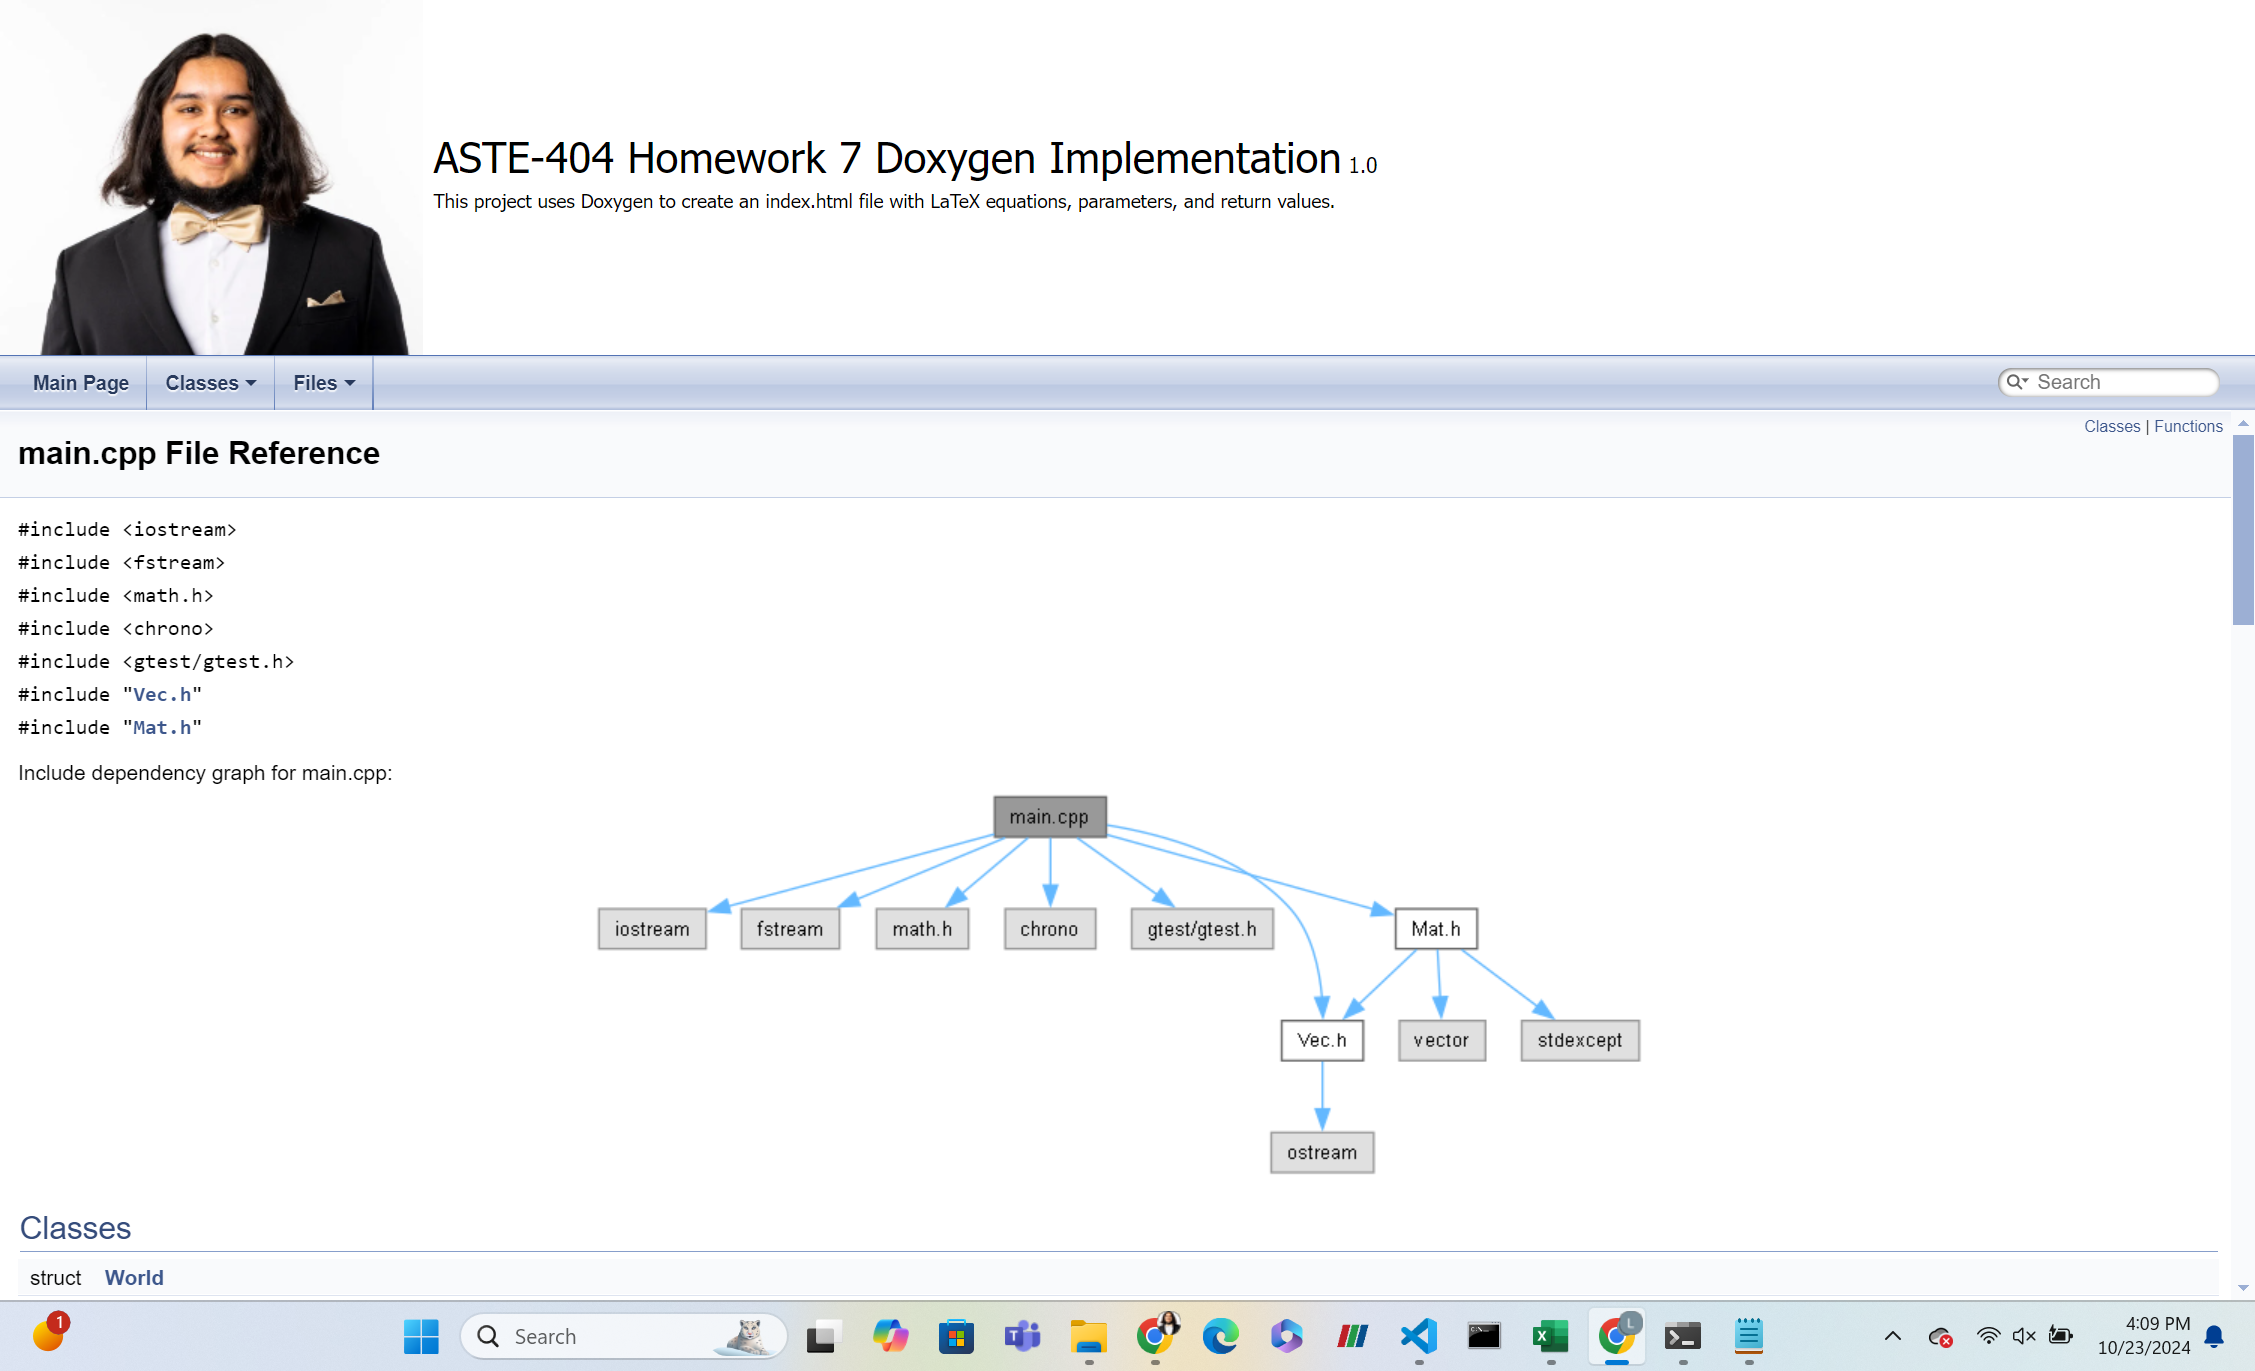 ASTE-404 Homework 7 Doxygen Implementation 1.0
This project uses Doxygen to create an index.html file with LaTeX equations, parameters, and return values.
Main Page Classes Files Search
Classes | Functions
main.cpp File Reference
#include <iostream>
#include <fstream>
#include <math.h>
#include <chrono>
#include <gtest/gtest.h>
#include "Vec.h"
#include "Mat.h"
Include dependency graph for main.cpp:
main.cpp
iostream fstream math.h chrono gtest/gtest.h Mat.h
Vec.h vector stdexcept
ostream
Classes
struct World
1
Search
T
C:\
X
L
4:09 PM
10/23/2024